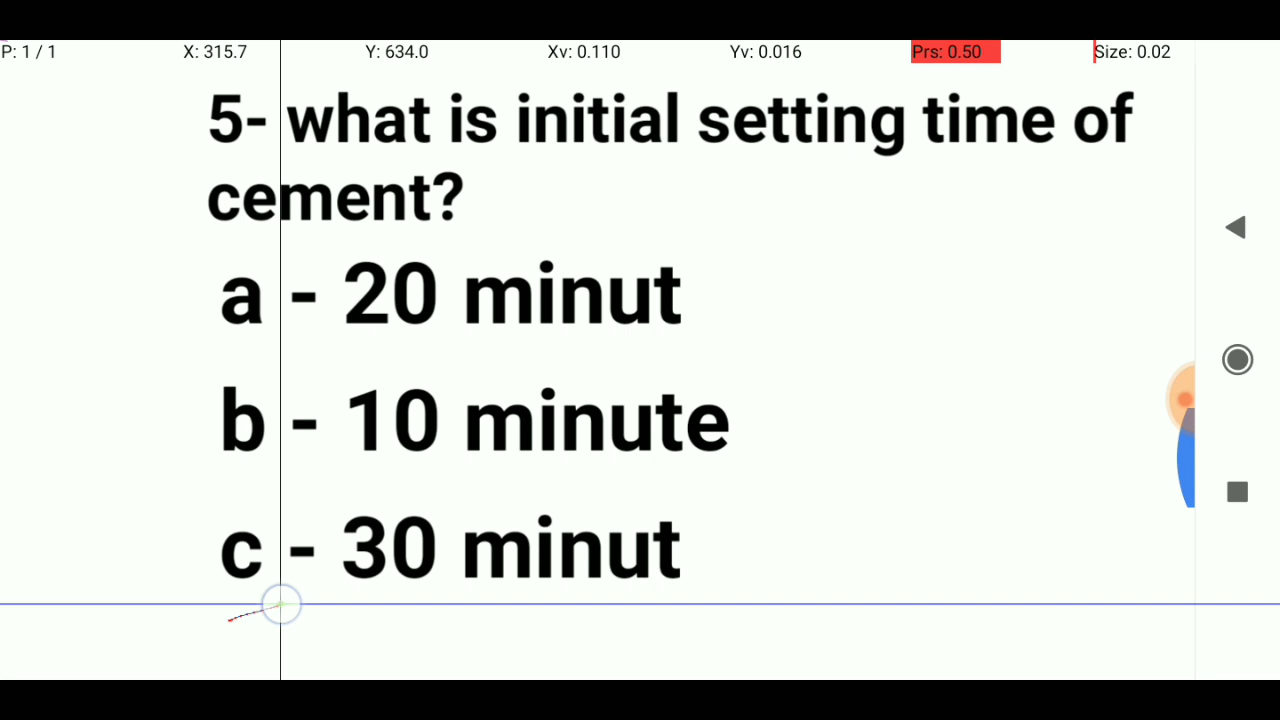 P: 1 / 1 X: 315.7 Y: 634.0 Xv: 0.110 Yv: 0.016 Prs: 0.50 Size: 0.02
5- what is initial setting time of
cement?
a - 20 minut
b - 10 minute
c - 30 minut